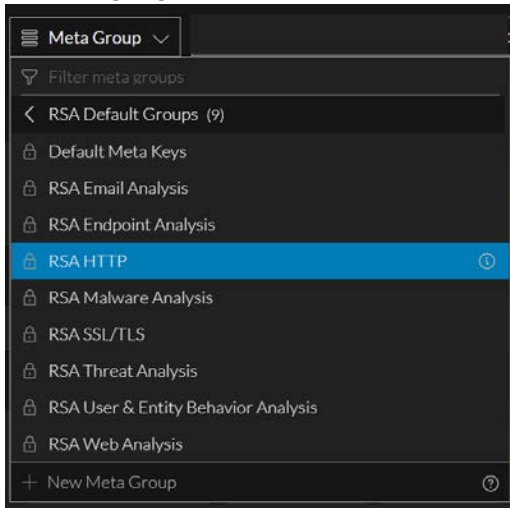 Meta Group
Filter meta groups
RSA Default Groups (9)
Default Meta Keys
RSA Email Analysis
RSA Endpoint Analysis
RSA HTTP
RSA Malware Analysis
RSA SSL/TLS
RSA Threat Analysis
RSA User & Entity Behavior Analysis
RSA Web Analysis
+ New Meta Group